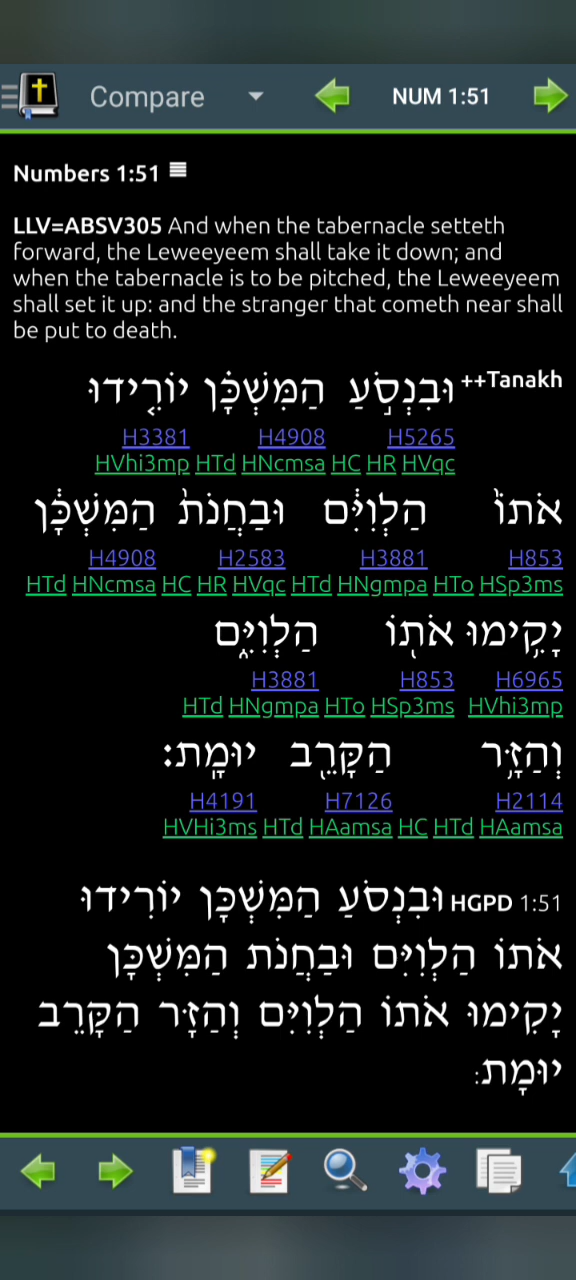 Compare
NUM 1:51
Numbers 1:51
LLV=ABSV305 And when the tabernacle setteth
forward, the Leweeyeem shall take it down; and
when the tabernacle is to be pitched, the Leweeyeem
shall set it up: and the stranger that cometh near shall
be put to death.
++Tanakh וּבִנְסֹ֣עַ הַמִּשְׁכָּ֗ן יוֹרִ֤ידוּ
H3381 H4908 H5265
HVhi3mp HTd HNcmsa HC HR HVqc
אֹתוֹ֙ הַלְוִיִּ֔ם וּבַחֲנֹת֙ הַמִּשְׁכָּ֔ן
H4908 H2583 H3881 H853
HTd HNcmsa HC HR HVqc HTd HNgmpa HTo HSp3ms
יָקִ֥ימוּ אֹת֖וֹ הַלְוִיִּ֑ם
H3881 H853 H6965
HTd HNgmpa HTo HSp3ms HVhi3mp
וְהַזָּ֥ר הַקָּרֵ֖ב יוּמָֽת׃
H4191 H7126 H2114
HVHi3ms HTd HAamsa HC HTd HAamsa
HGPD 1:51 וּבִנְסֹעַ הַמִּשְׁכָּן יוֹרִידוּ
אֹתוֹ הַלְוִיִּם וּבַחֲנֹת הַמִּשְׁכָּן
יָקִימוּ אֹתוֹ הַלְוִיִּם וְהַזָּר הַקָּרֵב
יוּמָת׃